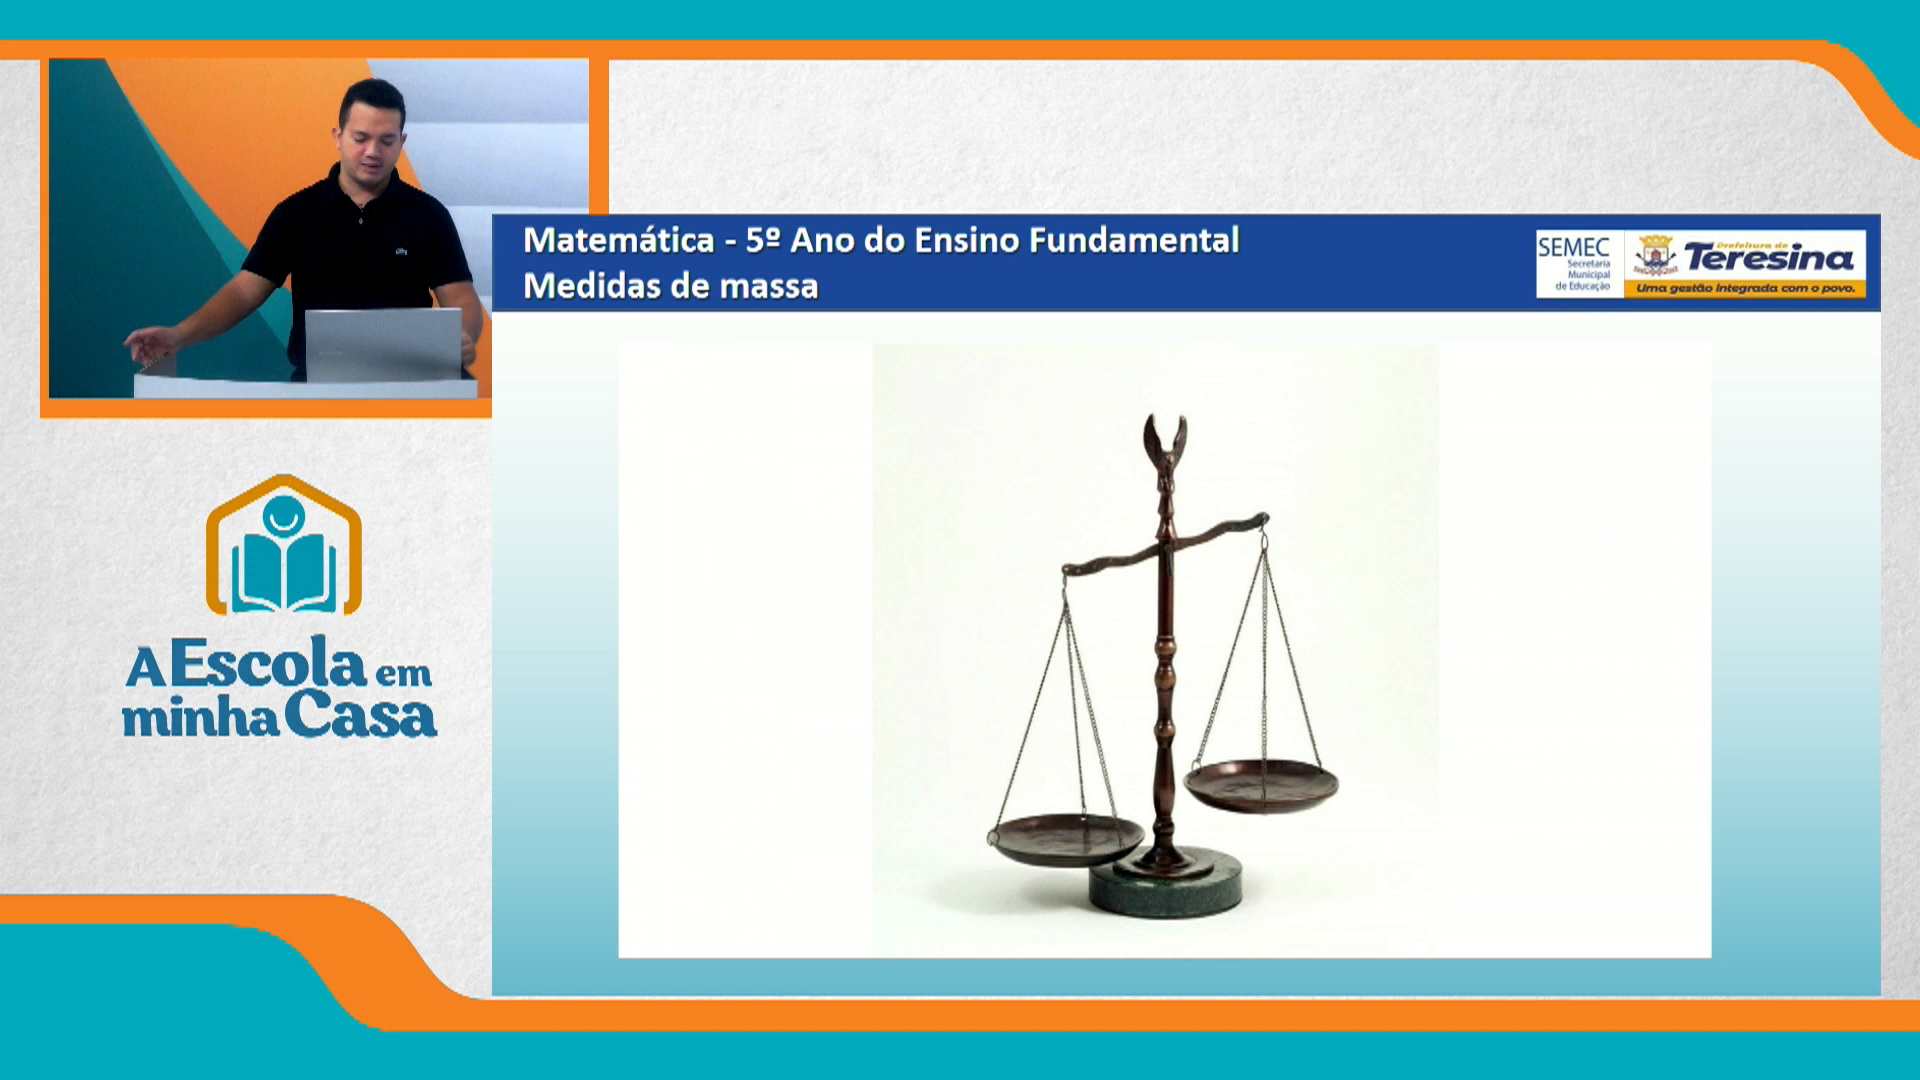 Matemática - 5º Ano do Ensino Fundamental
Medidas de massa
SEMEC
Secretaria
Municipal
de Educação
Prefeitura de
Teresina
Uma gestão integrada com o povo.
A Escola em
minha Casa